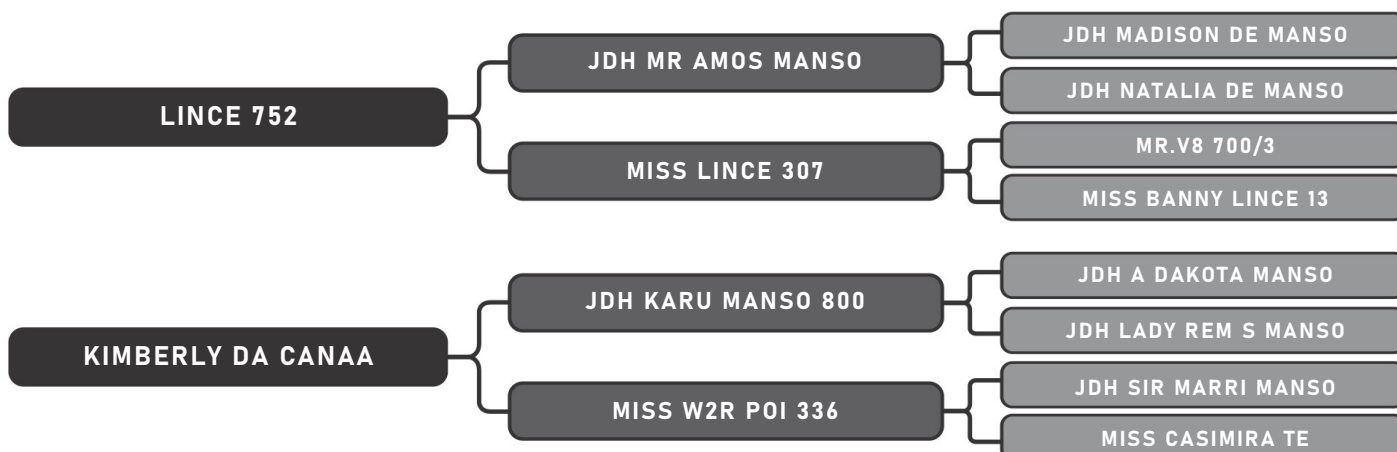 LINCE 752
JDH MR AMOS MANSO
JDH MADISON DE MANSO
JDH NATALIA DE MANSO
MISS LINCE 307
MR.V8 700/3
MISS BANNY LINCE 13
KIMBERLY DA CANAA
JDH KARU MANSO 800
JDH A DAKOTA MANSO
JDH LADY REM S MANSO
MISS W2R POI 336
JDH SIR MARRI MANSO
MISS CASIMIRA TE